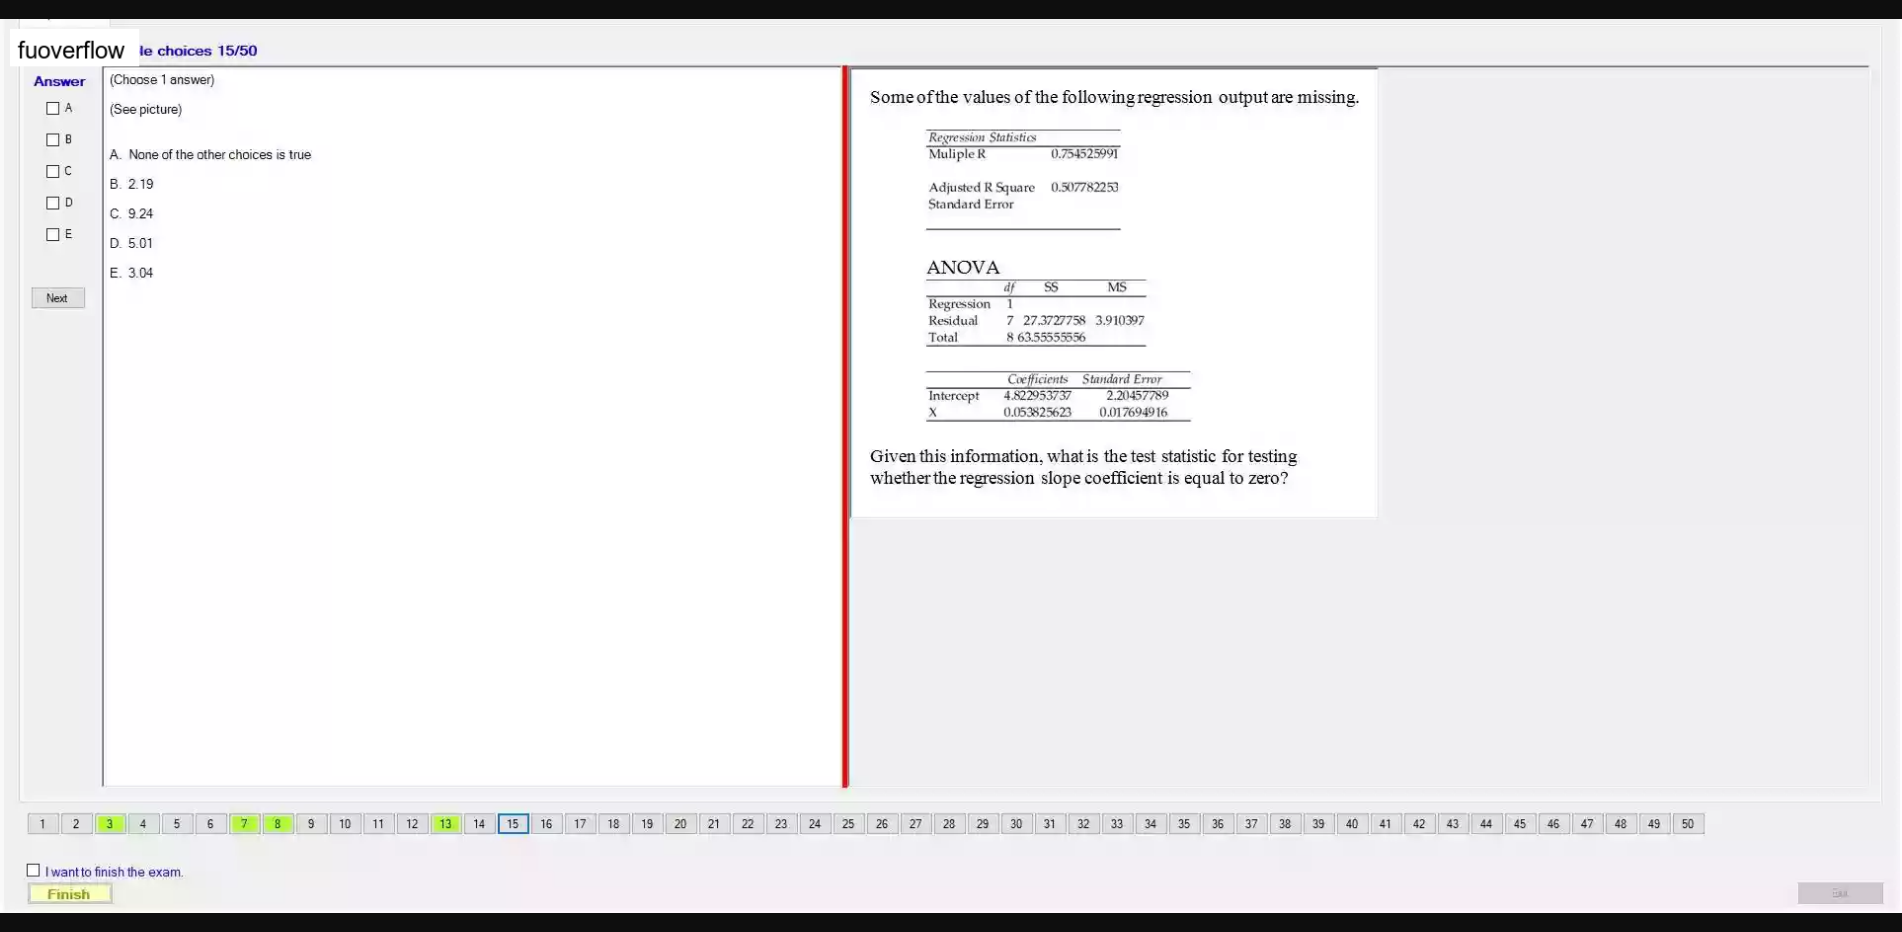 fuoverflow le choices 15/50
Answer
(Choose 1 answer)
A
(See picture)
B
C
D
E
Next
A. None of the other choices is true
B. 2.19
C. 9.24
D. 5.01
E. 3.04
Some of the values of the following regression output are missing.
Regression Statistics
Muliple R 0.754525991
Adjusted R Square 0.507782253
Standard Error
ANOVA
df SS MS
Regression 1
Residual 7 27.3727758 3.910397
Total 8 63.55555556
Coefficients Standard Error
Intercept 4.822953737 2.20457789
X 0.053825623 0.017694916
Given this information, what is the test statistic for testing
whether the regression slope coefficient is equal to zero?
1 2 3 4 5 6 7 8 9 10 11 12 13 14 15 16 17 18 19 20 21 22 23 24 25 26 27 28 29 30 31 32 33 34 35 36 37 38 39 40 41 42 43 44 45 46 47 48 49 50
I want to finish the exam.
Finish